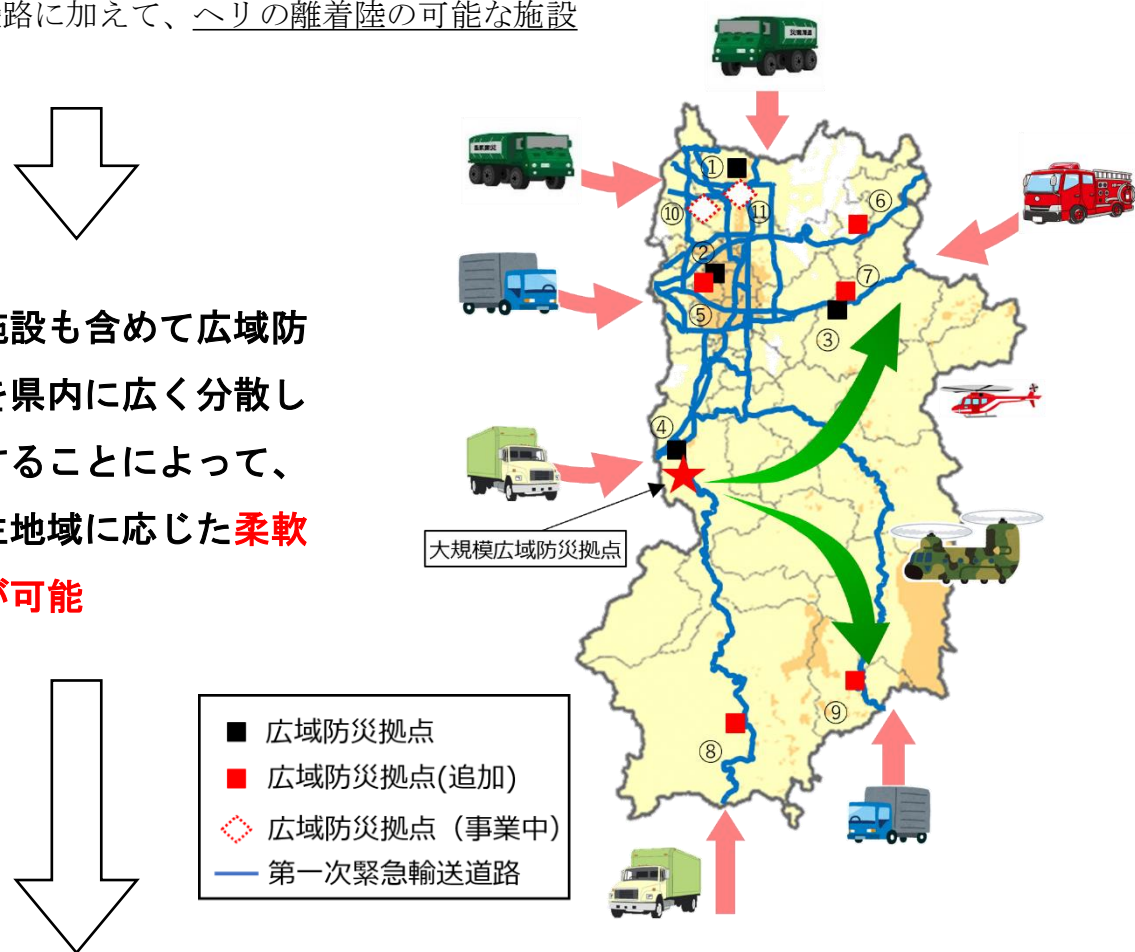 路に加えて、ヘリの離着陸の可能な施設
災害派遣
①
⑩
⑪
⑥
②
⑦
⑤
③
施設も含めて広域防
を県内に広く分散し
することによって、
生地域に応じた柔軟
が可能
④
大規模広域防災拠点
⑨
⑧
広域防災拠点
広域防災拠点(追加)
広域防災拠点（事業中）
第一次緊急輸送道路